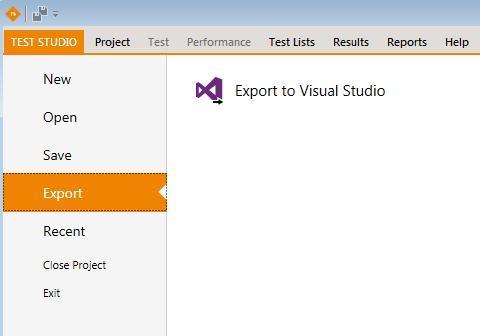 TEST STUDIO Project Test Performance Test Lists Results Reports Help
New
Export to Visual Studio
Open
Save
Export
Recent
Close Project
Exit